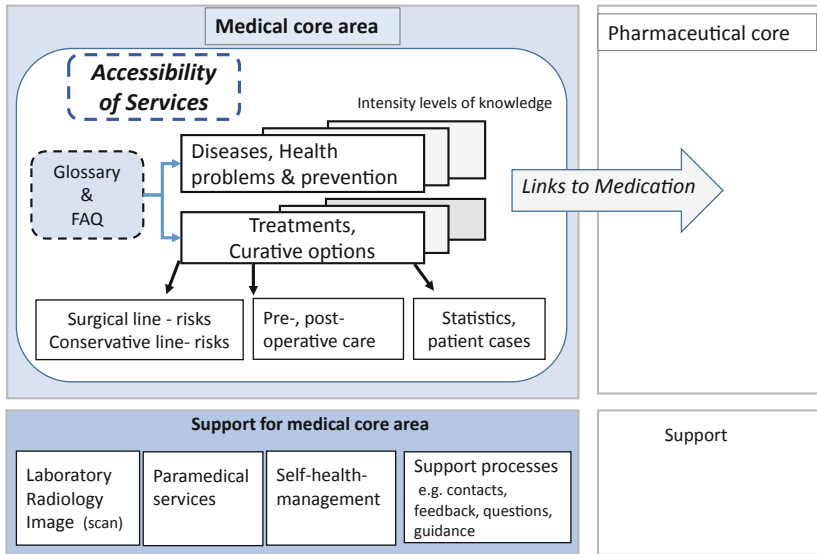 Medical core area
Pharmaceutical core
Accessibility
of Services
Intensity levels of knowledge
Diseases, Health
problems & prevention
Glossary
&
FAQ
Links to Medication
Treatments,
Curative options
Surgical line - risks
Conservative line- risks
Pre-, post-
operative care
Statistics,
patient cases
Support for medical core area
Support
Laboratory
Radiology
Image (scan)
Paramedical
services
Self-health-
management
Support processes
e.g. contacts,
feedback, questions,
guidance